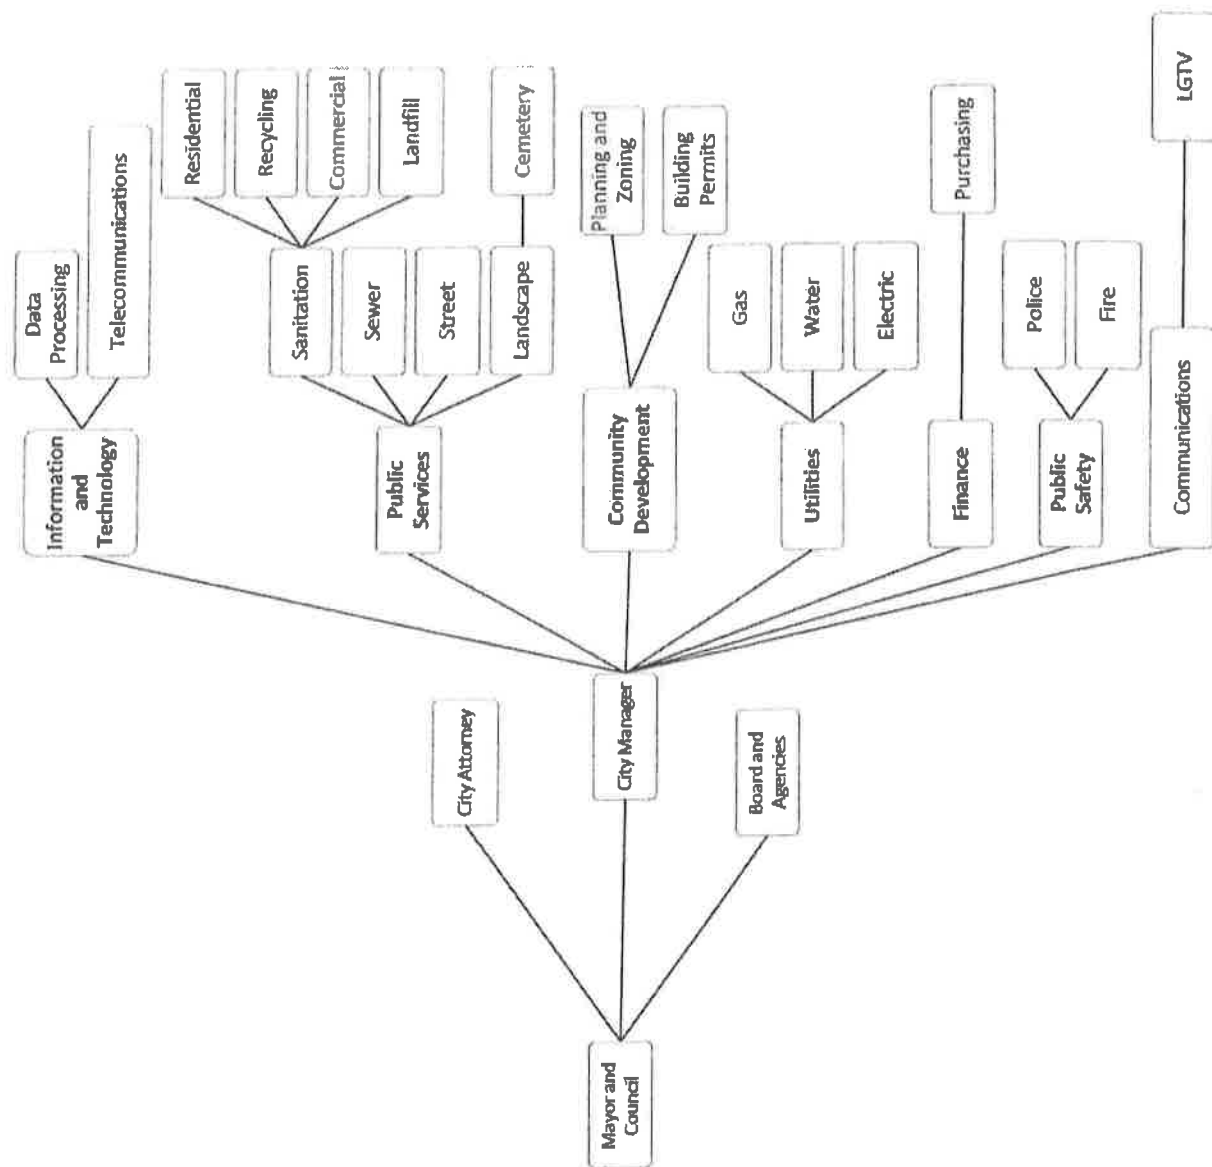 Mayor and
Council
City Attorney
City Manager
Board and
Agencies
Information
and
Technology
Public
Services
Community
Development
Utilities
Finance
Public
Safety
Communications
Data
Processing
Telecommunications
Sanitation
Sewer
Street
Landscape
Planning and
Zoning
Building
Permits
Gas
Water
Electric
Purchasing
Police
Fire
LGTV
Residential
Recycling
Commercial
Landfill
Cemetery